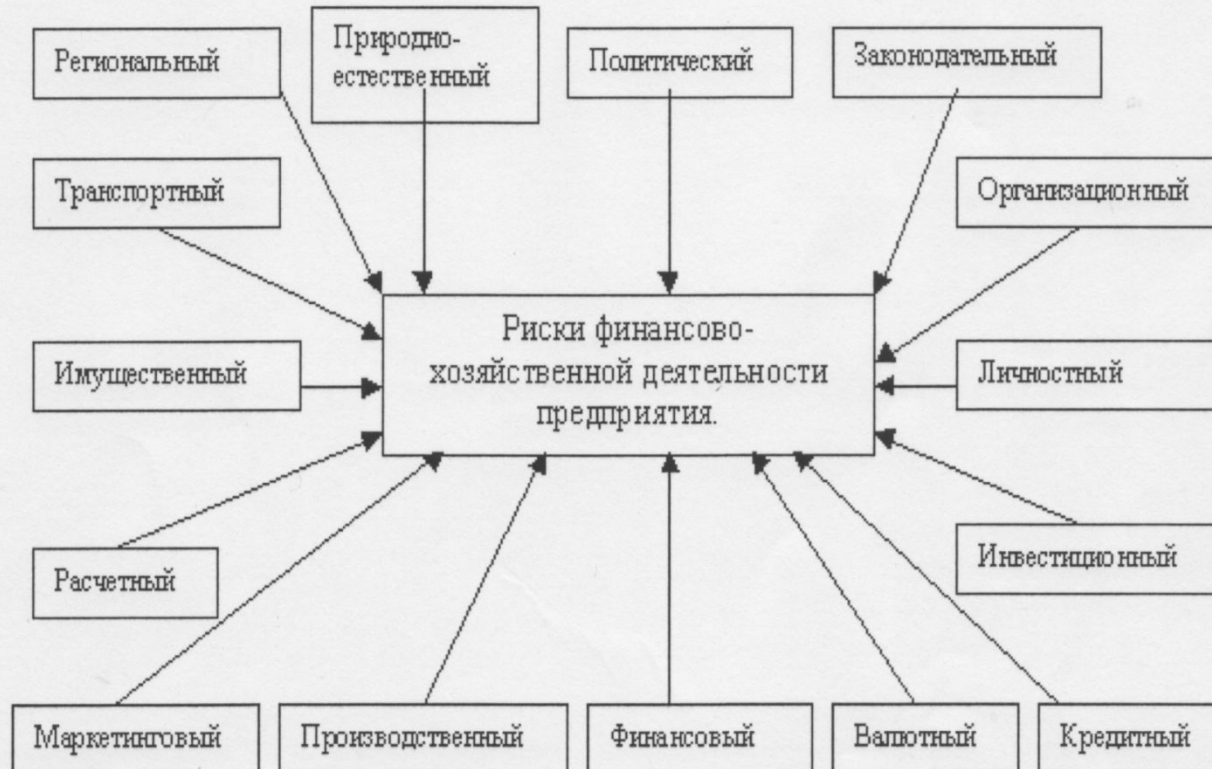 Региональный
Природно-
естественный
Политический
Законодательный
Транспортный
Организационный
Риски финансово-
хозяйственной деятельности
предприятия.
Имущественный
Личностный
Расчетный
Инвестиционный
Маркетинговый
Производственный
Финансовый
Валютный
Кредитный